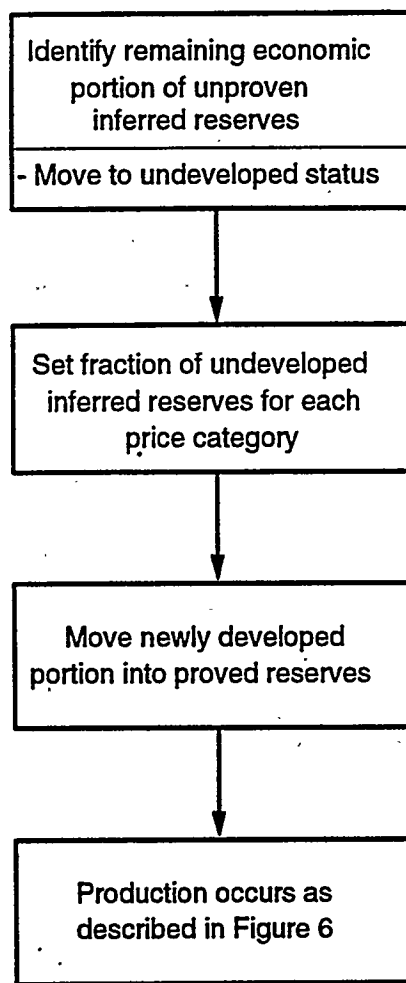 Identify remaining economic
portion of unproven
inferred reserves
- Move to undeveloped status
Set fraction of undeveloped
inferred reserves for each
price category
Move newly developed
portion into proved reserves
Production occurs as
described in Figure 6